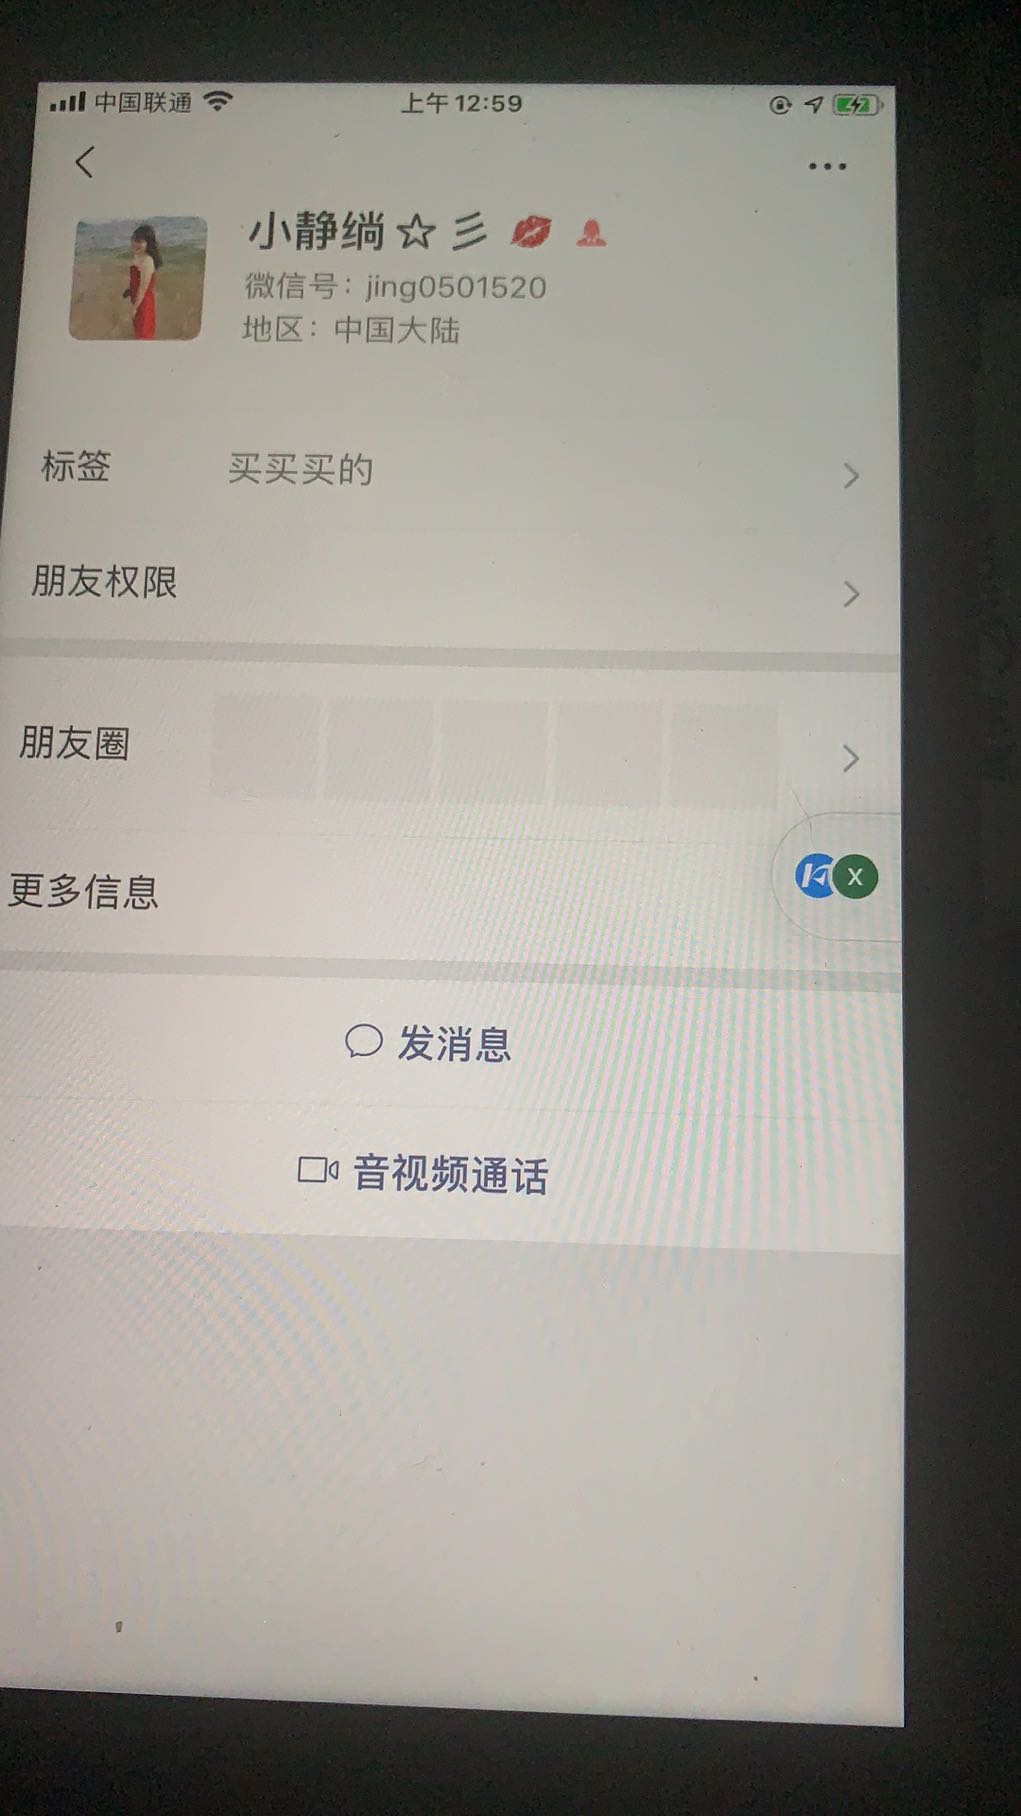 中国联通 上午 12:59
小静绱☆彡💋
微信号：jing0501520
地区：中国大陆
标签 买买买的
朋友权限
朋友圈
更多信息
X
发消息
音视频通话